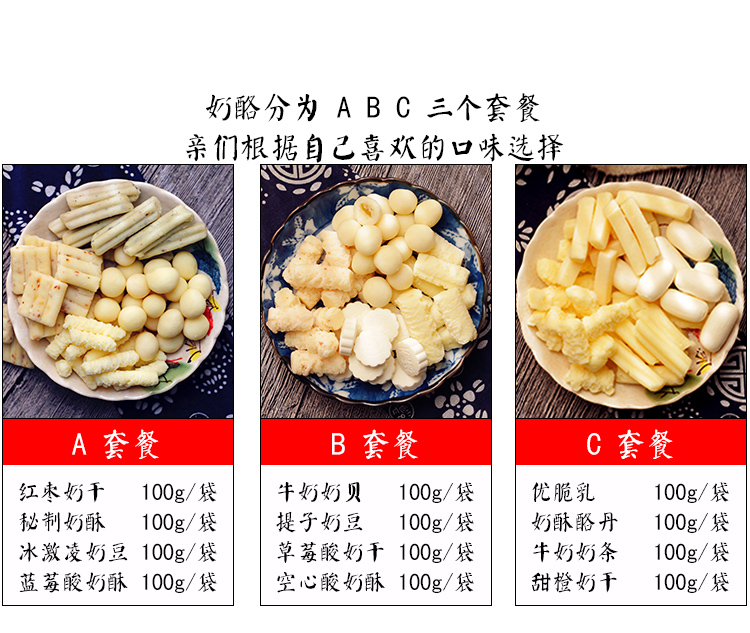 奶酪分为 A B C 三个套餐
亲们根据自己喜欢的口味选择
A 套餐
红枣奶干 100g/袋
秘制奶酥 100g/袋
冰激凌奶豆 100g/袋
蓝莓酸奶酥 100g/袋
B 套餐
牛奶奶贝 100g/袋
提子奶豆 100g/袋
草莓酸奶干 100g/袋
空心酸奶酥 100g/袋
C 套餐
优脆乳 100g/袋
奶酥酪丹 100g/袋
牛奶奶条 100g/袋
甜橙奶干 100g/袋